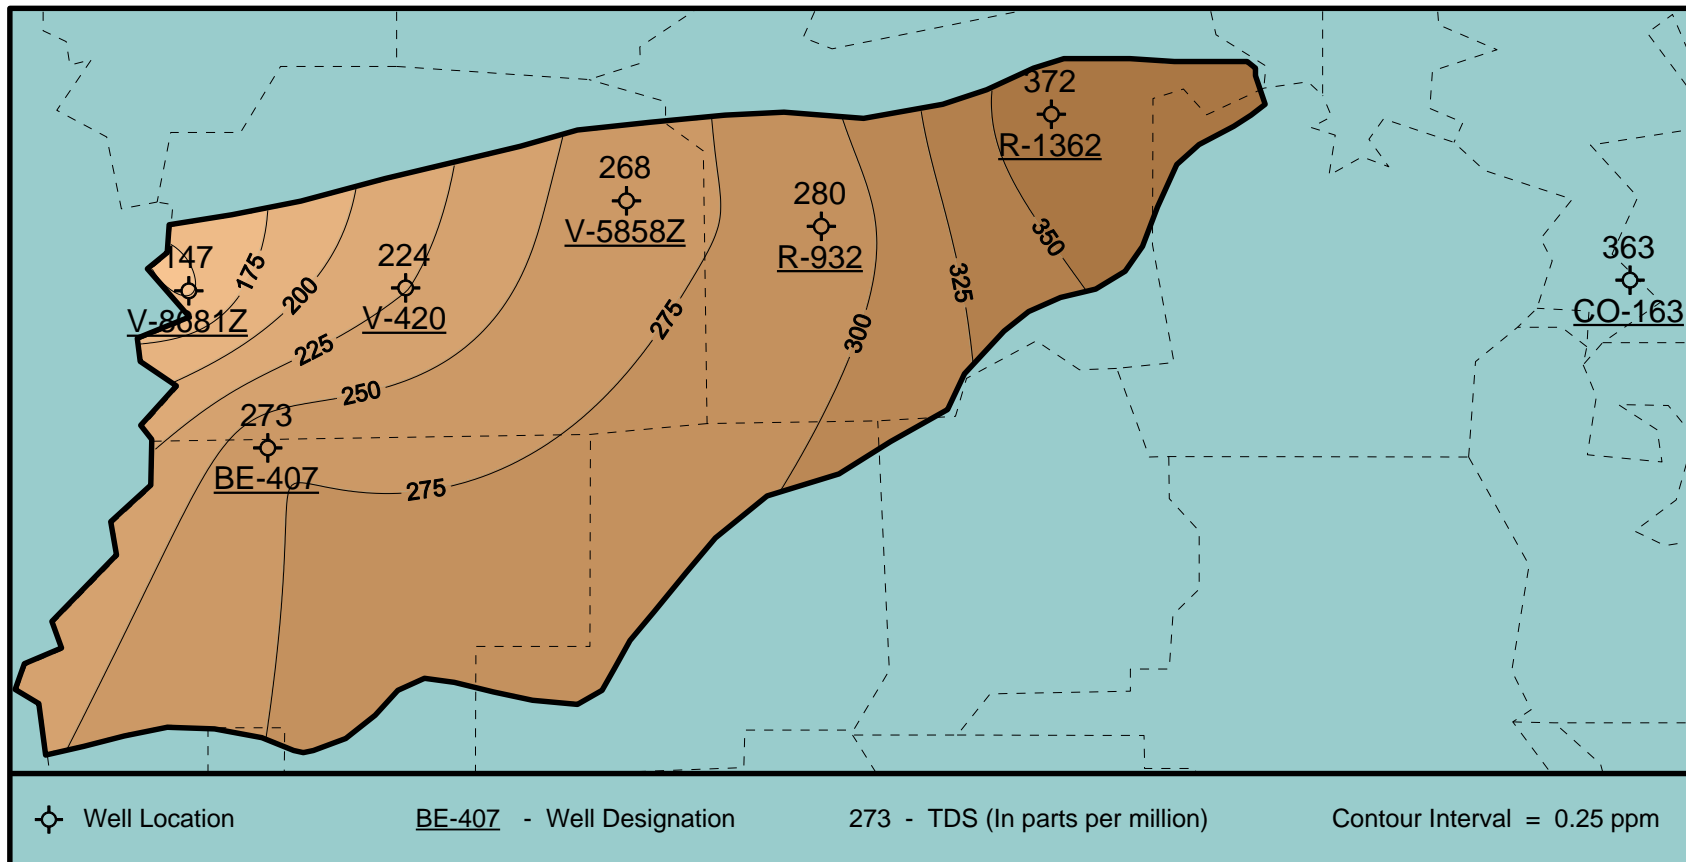 372
R-1362
268
V-5858Z
280
R-932
147
V-8681Z
175
200
224
V-420
225
250
273
BE-407
275
275
300
325
350
363
CO-163
Well Location
BE-407 - Well Designation
273 - TDS (In parts per million)
Contour Interval = 0.25 ppm